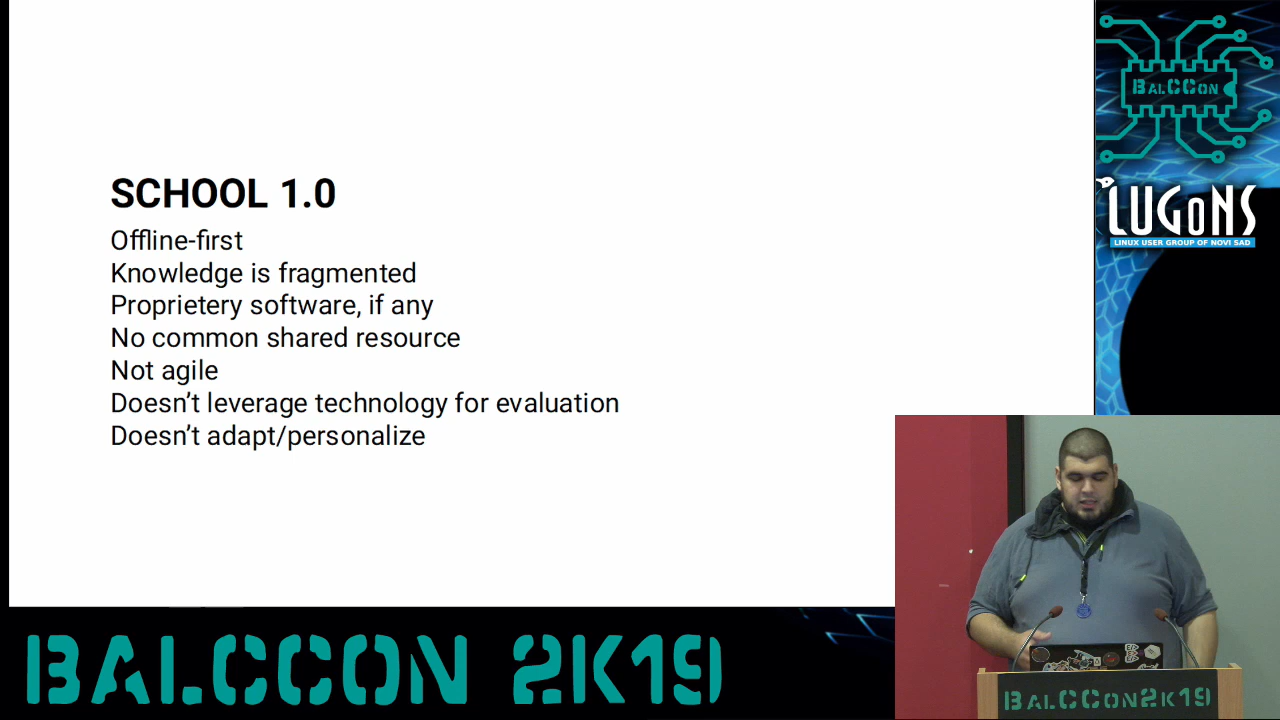 SCHOOL 1.0
Offline-first
Knowledge is fragmented
Proprietery software, if any
No common shared resource
Not agile
Doesn’t leverage technology for evaluation
Doesn’t adapt/personalize
BALCCON
LUGONS
LINUX USER GROUP OF NOVI SAD
BALCCON 2K19
BALCCON2K19